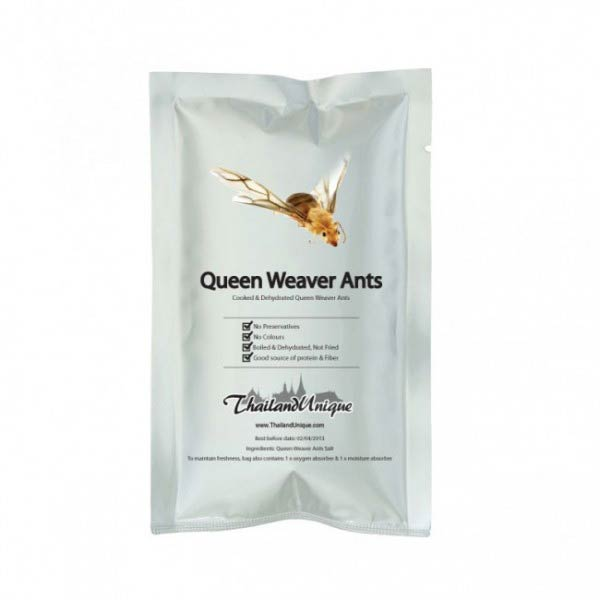 Queen Weaver Ants
Cooked & Dehydrated Queen Weaver Ants
No Preservatives
No Colours
Boiled & Dehydrated, Not Fried
Good source of protein & Fiber
ThailandUnique
www.ThailandUnique.com
Best before date: 02/04/2013
Ingredients: Queen Weaver Ants Salt
To maintain freshness, bag also contains 1 x oxygen absorber & 1 x moisture absorber